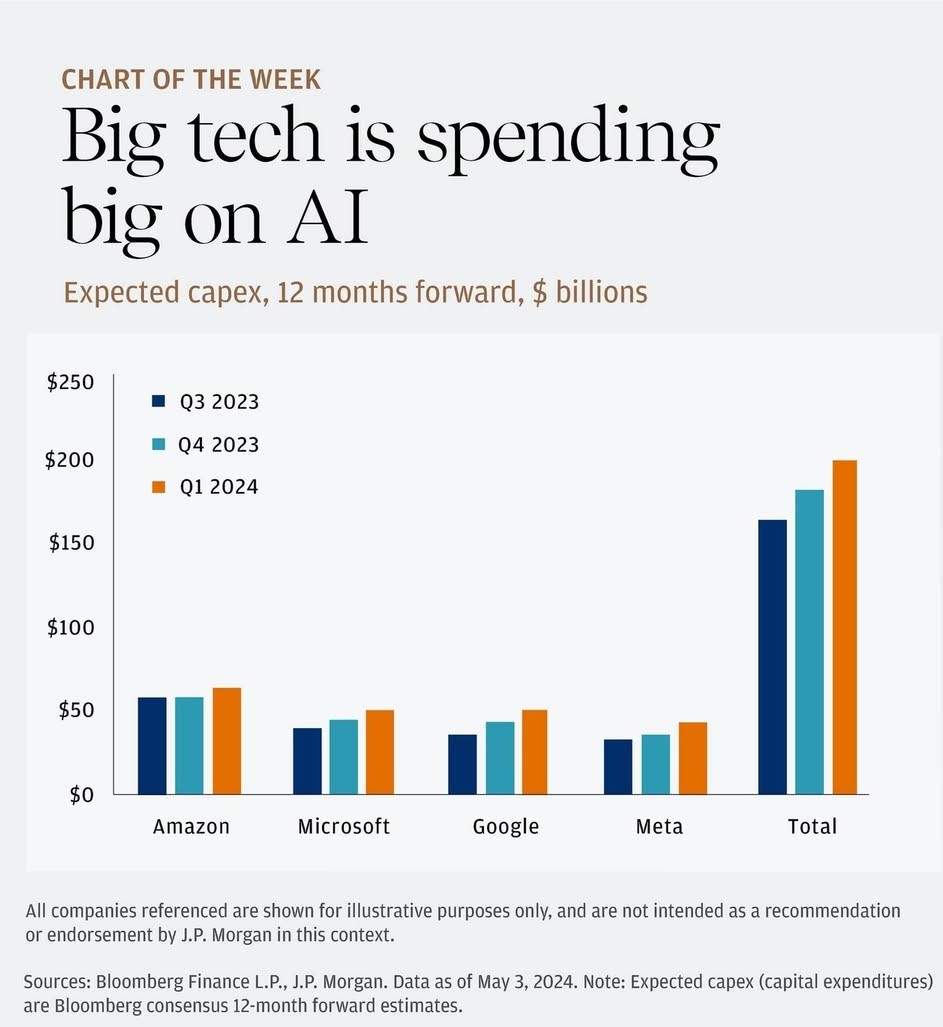 CHART OF THE WEEK
Big tech is spending
big on AI
Expected capex, 12 months forward, $ billions
$250
$200
$150
$100
$50
$0
Q3 2023
Q4 2023
Q1 2024
Amazon
Microsoft
Google
Meta
Total
All companies referenced are shown for illustrative purposes only, and are not intended as a recommendation
or endorsement by J.P. Morgan in this context.
Sources: Bloomberg Finance L.P., J.P. Morgan. Data as of May 3, 2024. Note: Expected capex (capital expenditures)
are Bloomberg consensus 12-month forward estimates.